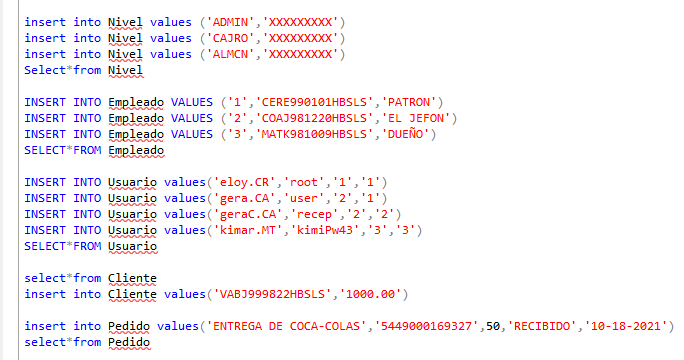 insert into Nivel values ('ADMIN','XXXXXXXXX')
insert into Nivel values ('CAJRO','XXXXXXXXX')
insert into Nivel values ('ALMCN','XXXXXXXXX')
Select*from Nivel
INSERT INTO Empleado VALUES ('1','CERE990101HBSLS','PATRON')
INSERT INTO Empleado VALUES ('2','COAJ981220HBSLS','EL JEFON')
INSERT INTO Empleado VALUES ('3','MATK981009HBSLS','DUEÑO')
SELECT*FROM Empleado
INSERT INTO Usuario values('eloy.CR','root','1','1')
INSERT INTO Usuario values('gera.CA','user','2','1')
INSERT INTO Usuario values('geraC.CA','recep','2','2')
INSERT INTO Usuario values('kimar.MT','kimiPw43','3','3')
SELECT*FROM Usuario
select*from Cliente
insert into Cliente values('VABJ999822HBSLS','1000.00')
insert into Pedido values('ENTREGA DE COCA-COLAS','5449000169327',50,'RECIBIDO','10-18-2021')
select*from Pedido